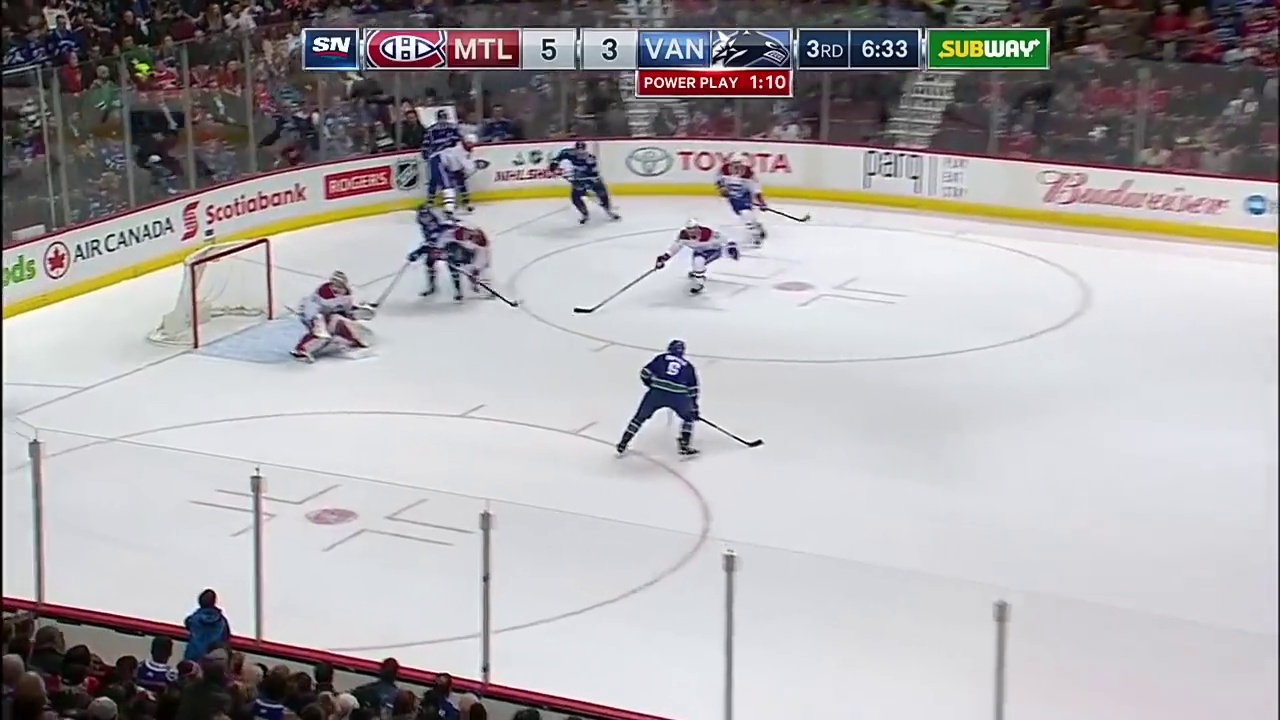 SN MTL 5 3 VAN 3RD 6:33 SUBWAY
POWER PLAY 1:10
TOYOTA
parq
Budweiser
ROGERS
Scotiabank
AIR CANADA